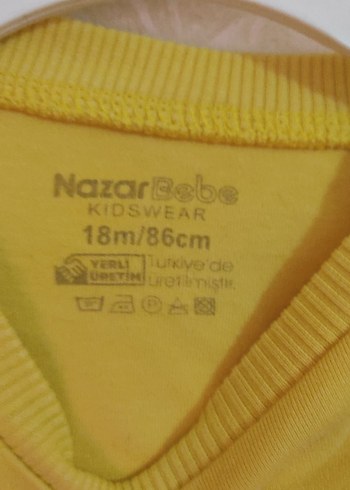 NazarBebe
KIDSWEAR
18m/86cm
YERLİ
ÜRETİM
Türkiye'de
üretilmiştir.